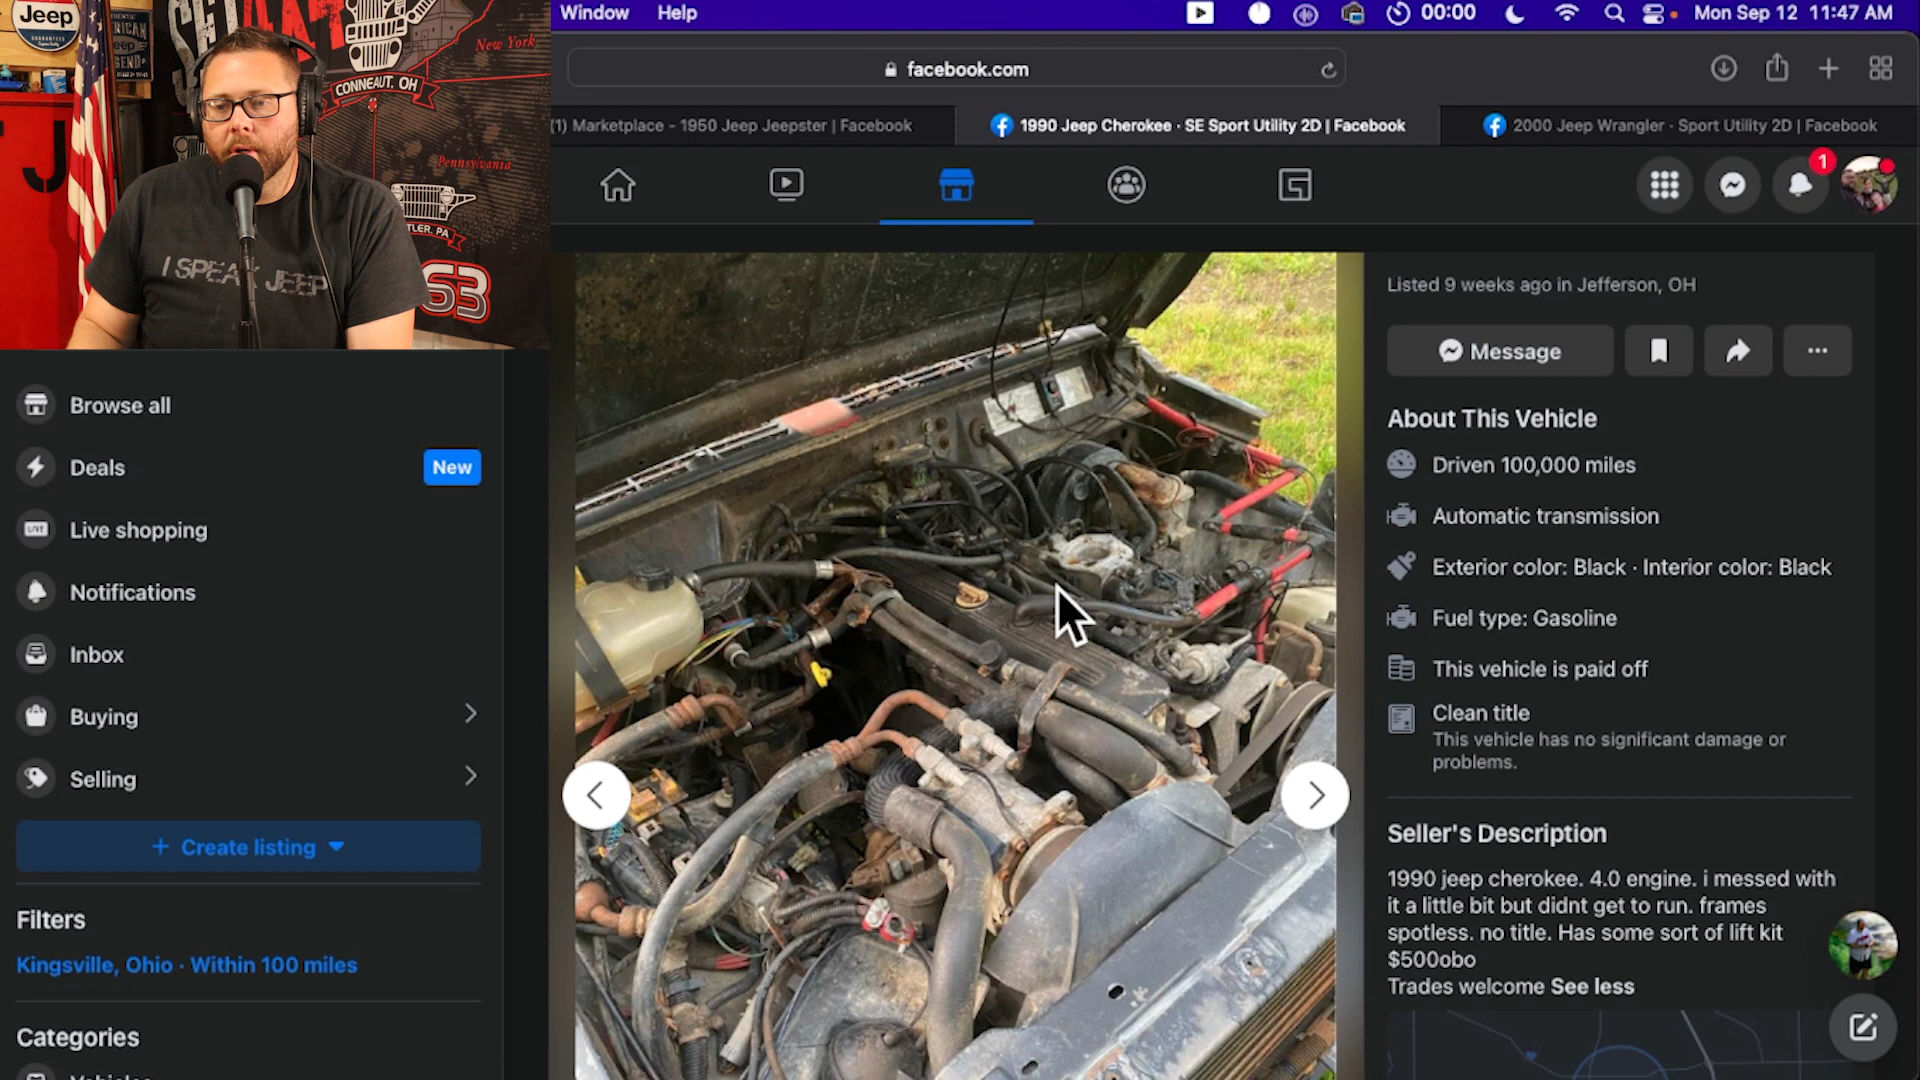 Window Help
00:00 Mon Sep 12 11:47 AM
facebook.com
(1) Marketplace - 1950 Jeep Jeepster | Facebook
1990 Jeep Cherokee · SE Sport Utility 2D | Facebook
2000 Jeep Wrangler · Sport Utility 2D | Facebook
1
Jeep
New York
CONNEAUT, OH
Pennsylvania
TLER, PA
63
I SPEAK JEEP
Browse all
Deals New
LIVE Live shopping
Notifications
Inbox
Buying
Selling
+ Create listing
Filters
Kingsville, Ohio · Within 100 miles
Categories
Listed 9 weeks ago in Jefferson, OH
Message
About This Vehicle
Driven 100,000 miles
Automatic transmission
Exterior color: Black · Interior color: Black
Fuel type: Gasoline
This vehicle is paid off
Clean title
This vehicle has no significant damage or
problems.
Seller's Description
1990 jeep cherokee. 4.0 engine. i messed with
it a little bit but didnt get to run. frames
spotless. no title. Has some sort of lift kit
$500obo
Trades welcome See less